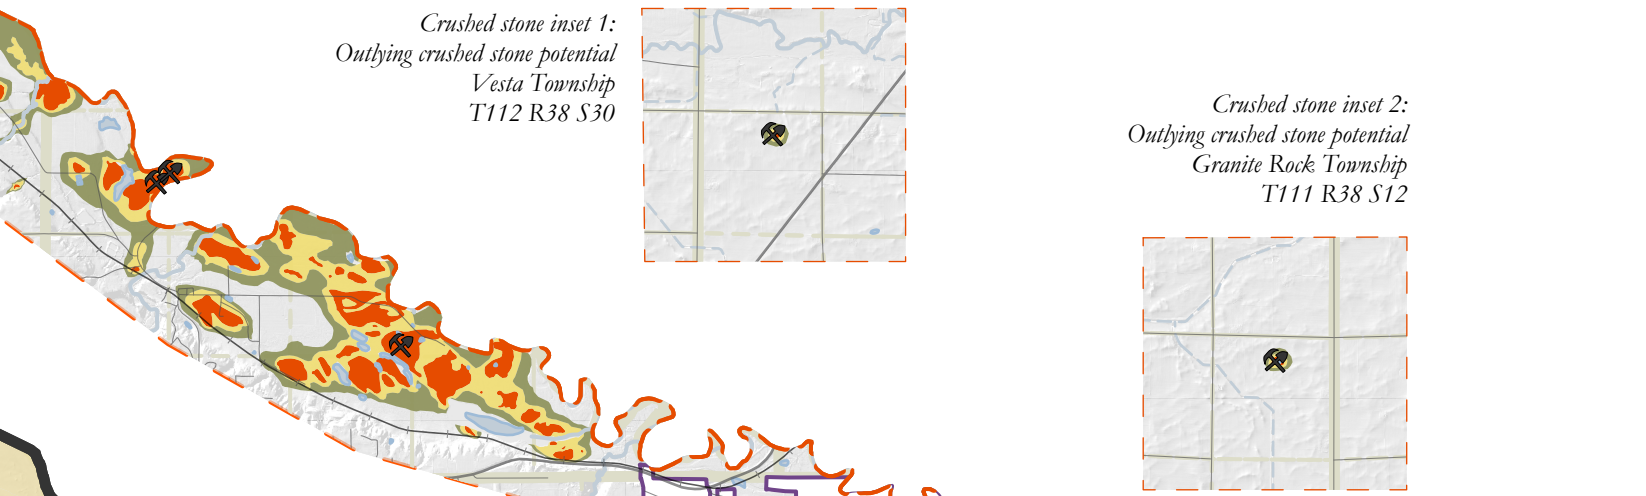 Crushed stone inset 1:
Outlying crushed stone potential
Vesta Township
T112 R38 S30
Crushed stone inset 2:
Outlying crushed stone potential
Granite Rock Township
T111 R38 S12